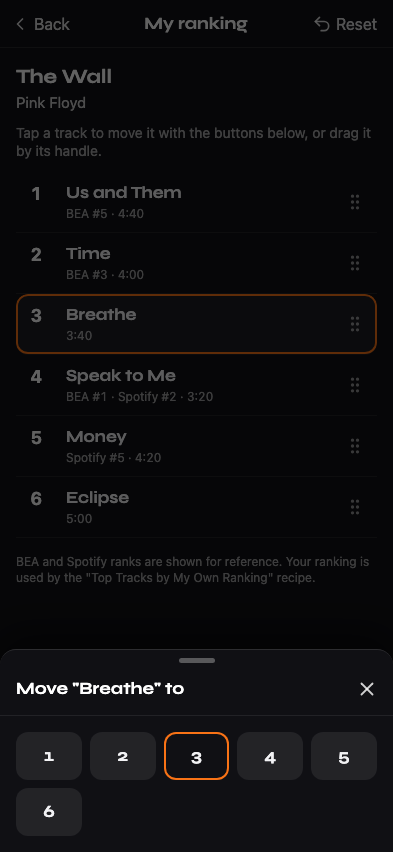 Back
My ranking
Reset
The Wall
Pink Floyd
Tap a track to move it with the buttons below, or drag it
by its handle.
1
Us and Them
BEA #5 · 4:40
2
Time
BEA #3 · 4:00
3
Breathe
3:40
4
Speak to Me
BEA #1 · Spotify #2 · 3:20
5
Money
Spotify #5 · 4:20
6
Eclipse
5:00
BEA and Spotify ranks are shown for reference. Your ranking is
used by the "Top Tracks by My Own Ranking" recipe.
Move "Breathe" to
1
2
3
4
5
6